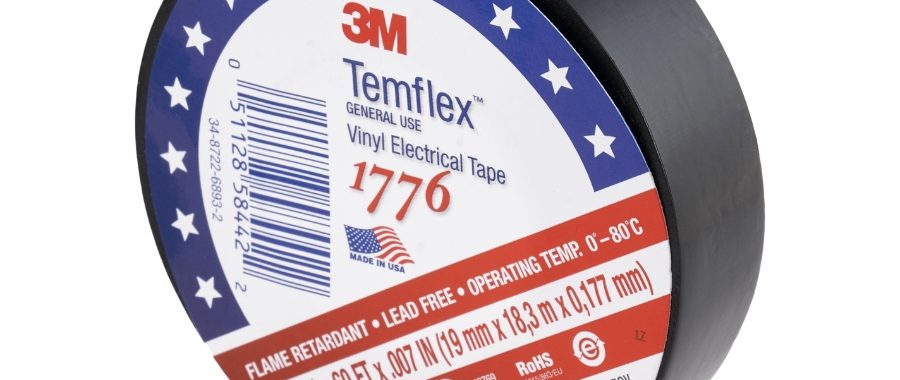 3M
Temflex™
GENERAL USE
Vinyl Electrical Tape
1776
MADE IN USA
0 51128 58442 2
34-8722-6893-2
FLAME RETARDANT • LEAD FREE • OPERATING TEMP. 0°–80°C
60 FT x .007 IN (19 mm x 18,3 m x 0,177 mm)
RoHS
e
17